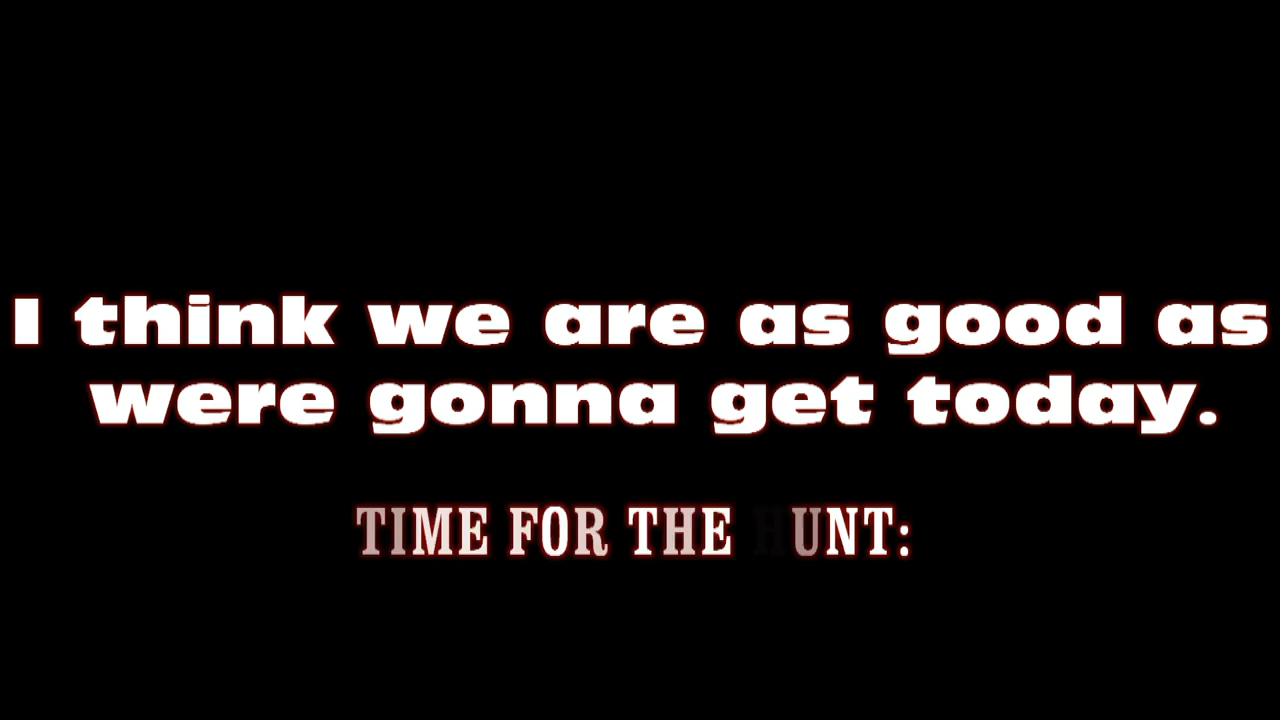 I think we are as good as
were gonna get today.
TIME FOR THE HUNT: